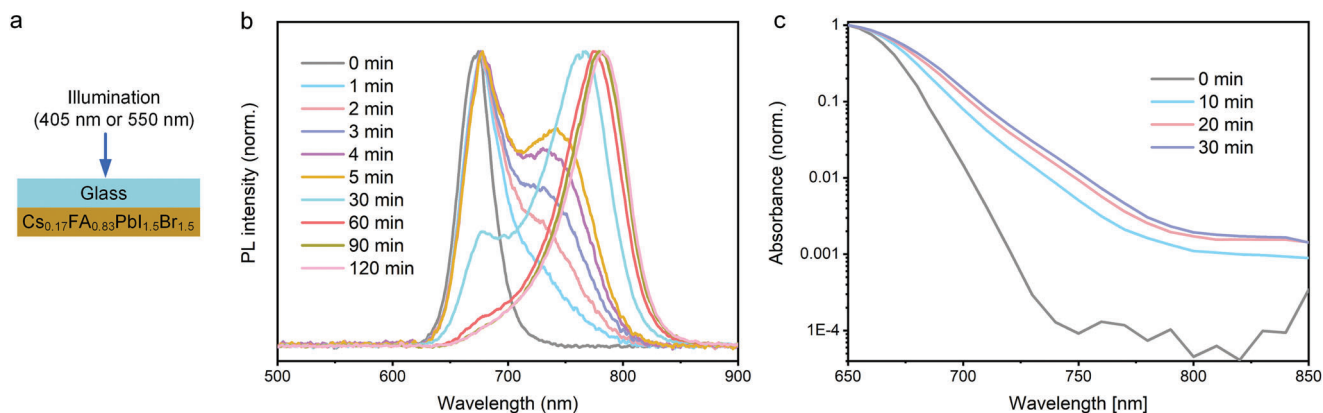 a
Illumination
(405 nm or 550 nm)
Glass
Cs0.17FA0.83PbI1.5Br1.5
b
PL intensity (norm.)
0 min
1 min
2 min
3 min
4 min
5 min
30 min
60 min
90 min
120 min
500 600 700 800 900
Wavelength (nm)
c
Absorbance (norm.)
1
0.1
0.01
0.001
1E-4
0 min
10 min
20 min
30 min
650 700 750 800 850
Wavelength [nm]